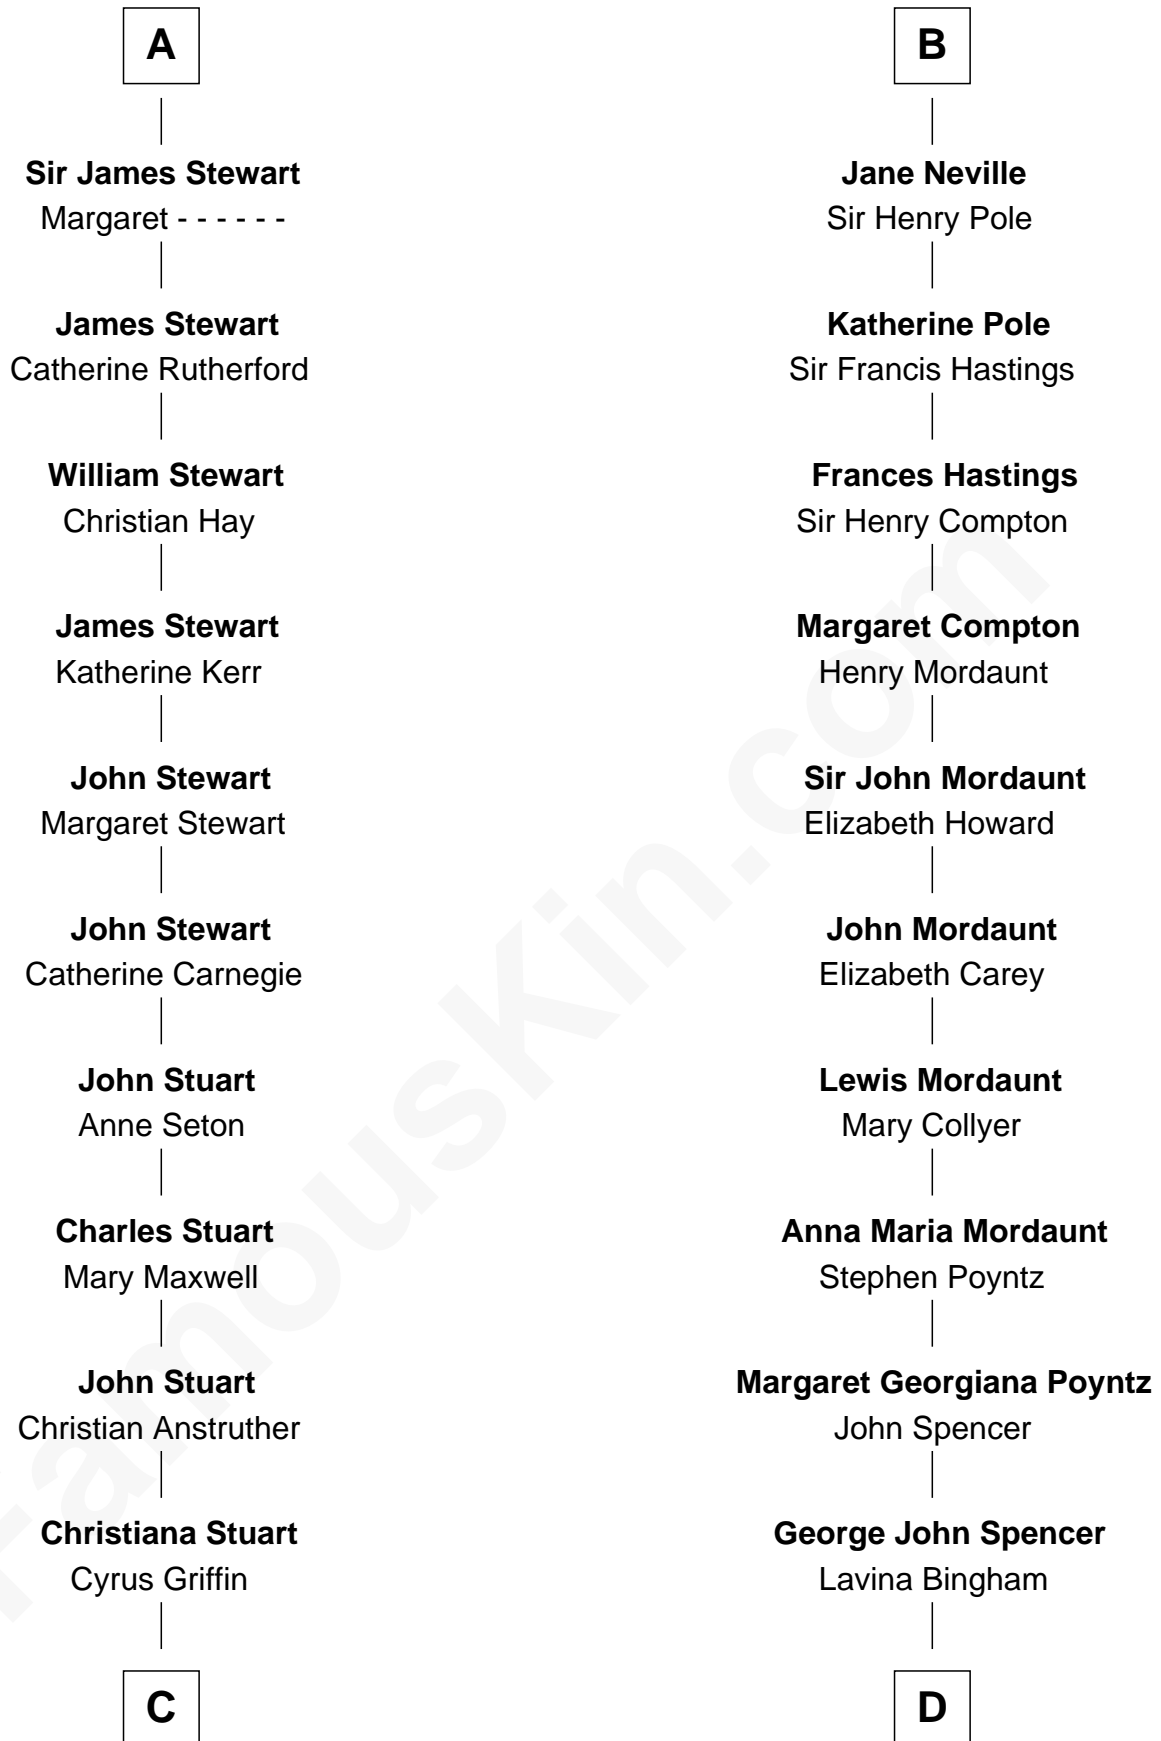 A
Sir James Stewart
Margaret - - - - - -
James Stewart
Catherine Rutherford
William Stewart
Christian Hay
James Stewart
Katherine Kerr
John Stewart
Margaret Stewart
John Stewart
Catherine Carnegie
John Stuart
Anne Seton
Charles Stuart
Mary Maxwell
John Stuart
Christian Anstruther
Christiana Stuart
Cyrus Griffin
C
B
Jane Neville
Sir Henry Pole
Katherine Pole
Sir Francis Hastings
Frances Hastings
Sir Henry Compton
Margaret Compton
Henry Mordaunt
Sir John Mordaunt
Elizabeth Howard
John Mordaunt
Elizabeth Carey
Lewis Mordaunt
Mary Collyer
Anna Maria Mordaunt
Stephen Poyntz
Margaret Georgiana Poyntz
John Spencer
George John Spencer
Lavina Bingham
D
FamousKin.com